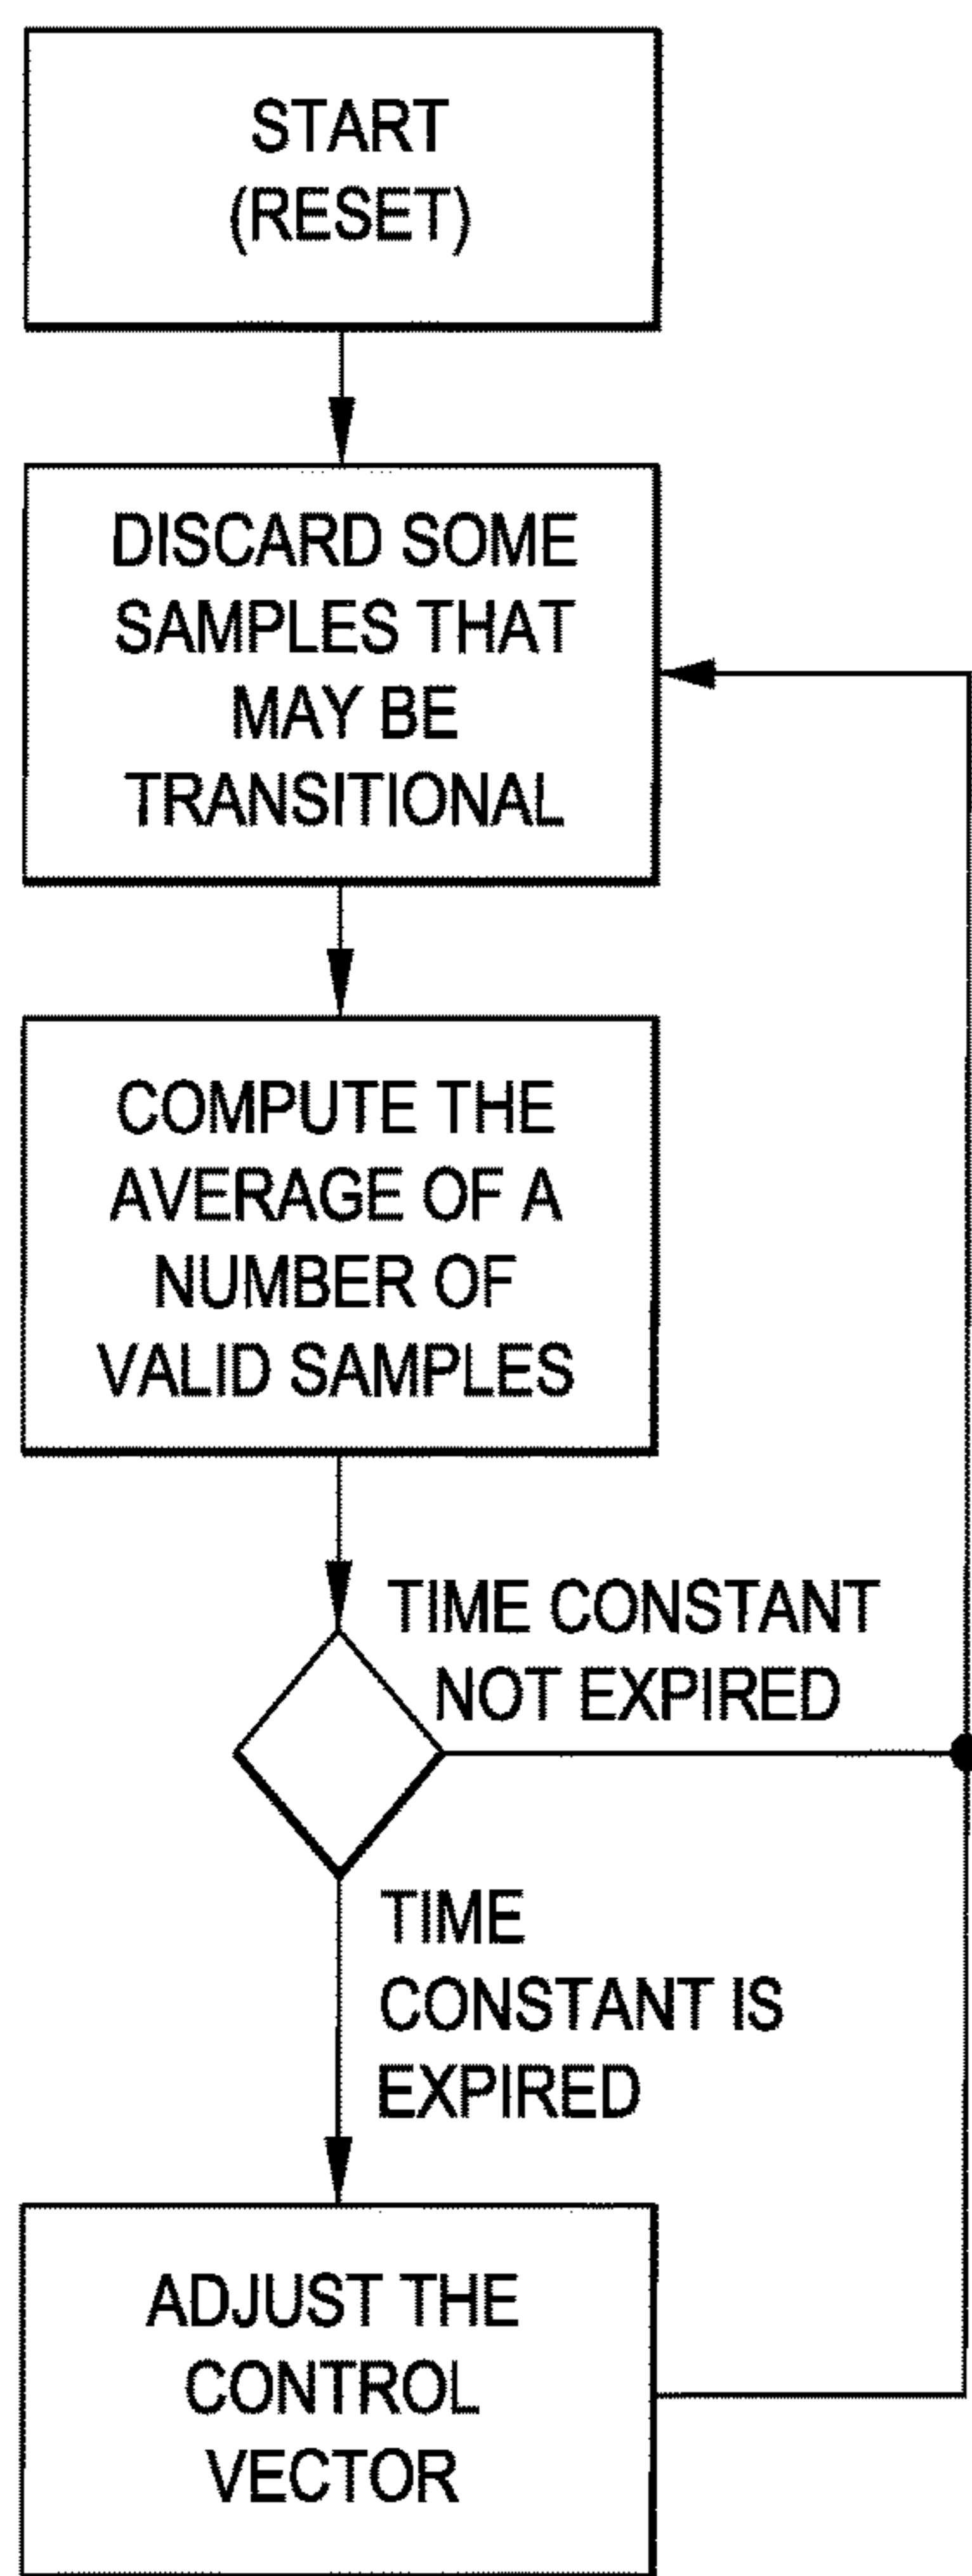 START
(RESET)
DISCARD SOME
SAMPLES THAT
MAY BE
TRANSITIONAL
COMPUTE THE
AVERAGE OF A
NUMBER OF
VALID SAMPLES
TIME CONSTANT
NOT EXPIRED
TIME
CONSTANT IS
EXPIRED
ADJUST THE
CONTROL
VECTOR